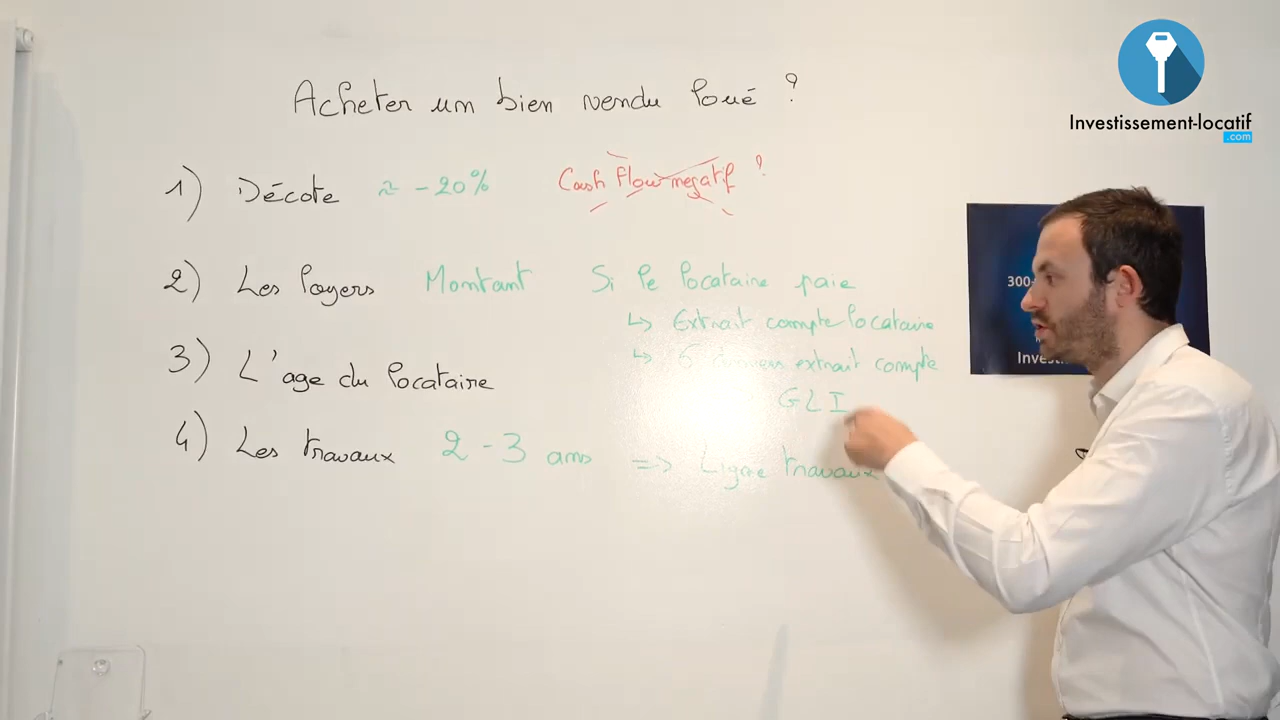 Investissement-locatif
.com
Acheter un bien vendu loué ?
1) Décote ≈ -20% Cash Flow negatif ?
2) Les loyers Montant Si le locataire paie
↳ Extrait compte locataire
↳ 6 derniers extrait compte
GLI
3) L'age du locataire
4) Les travaux 2 - 3 ans => Ligne travaux
300
Invest